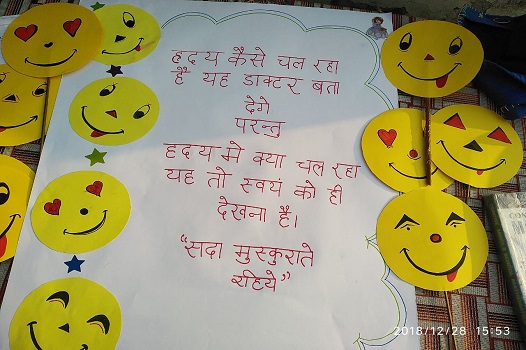 हृदय कैसे चल रहा
है यह डाक्टर बता
देगे
परन्तु
हृदय मे क्या चल रहा
यह तो स्वयं को ही
देखना है।
"सदा मुस्कुराते
रहिये"
2018/12/28 15:53